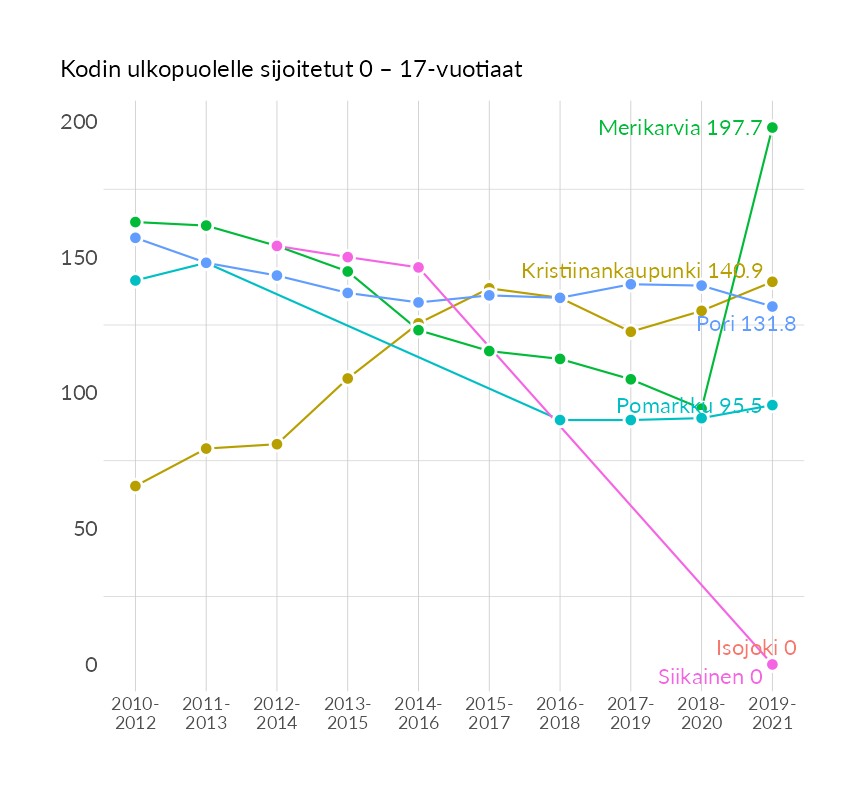 Kodin ulkopuolelle sijoitetut 0 – 17-vuotiaat
200
Merikarvia 197.7
150
Kristiinankaupunki 140.9
Pori 131.8
100
Pomarkku 95.5
50
Isojoki 0
0
Siikainen 0
2010- 2011- 2012- 2013- 2014- 2015- 2016- 2017- 2018- 2019-
2012 2013 2014 2015 2016 2017 2018 2019 2020 2021